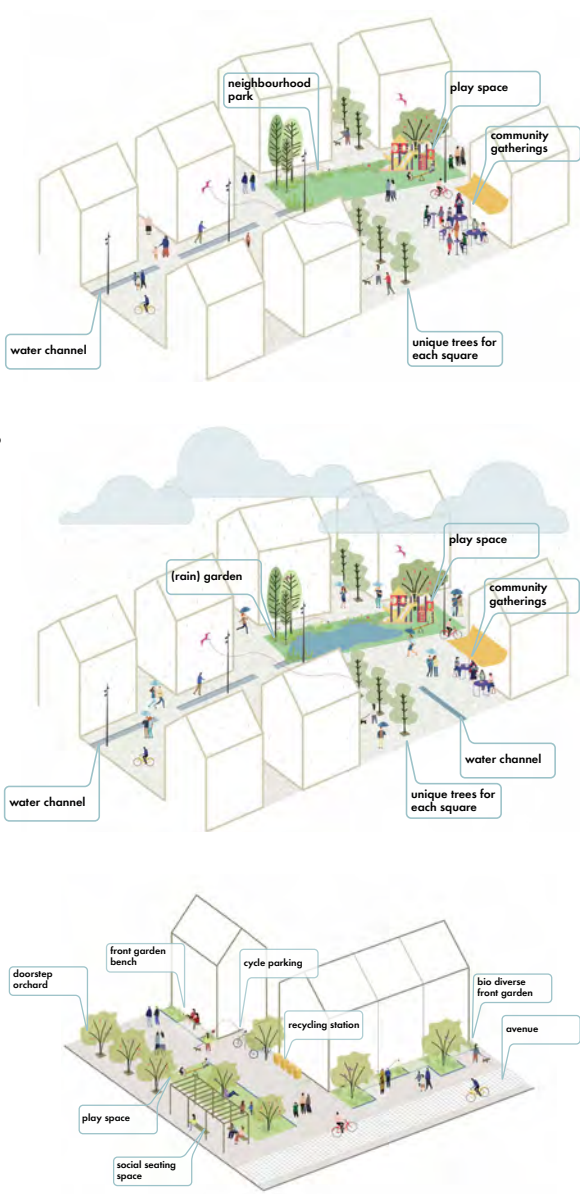 neighbourhood
park
play space
community
gatherings
water channel
unique trees for
each square
play space
(rain) garden
community
gatherings
water channel
water channel
unique trees for
each square
front garden
bench
cycle parking
doorstep
orchard
bio diverse
front garden
recycling station
avenue
play space
social seating
space